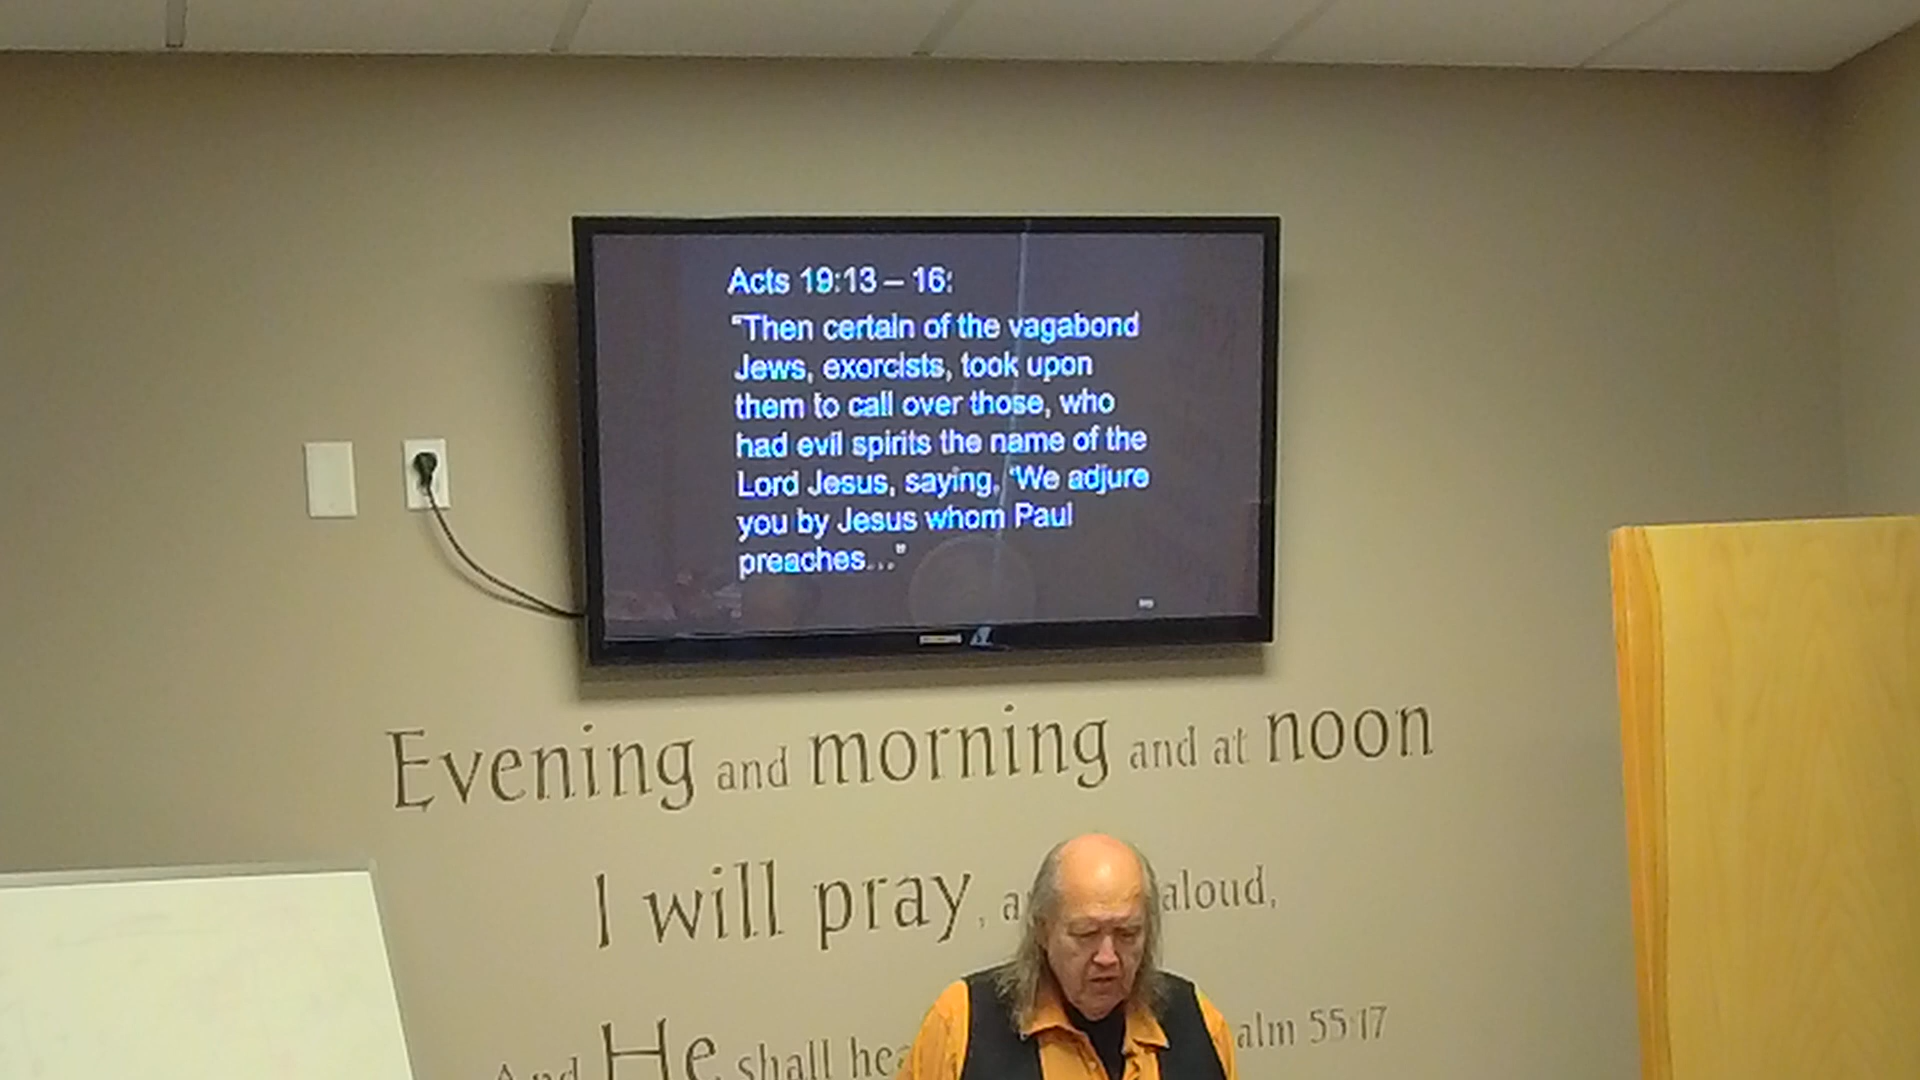 Acts 19:13 – 16:
"Then certain of the vagabond
Jews, exorcists, took upon
them to call over those, who
had evil spirits the name of the
Lord Jesus, saying, 'We adjure
you by Jesus whom Paul
preaches…"
Evening and morning and at noon
I will pray, aloud,
And He shall 55:17